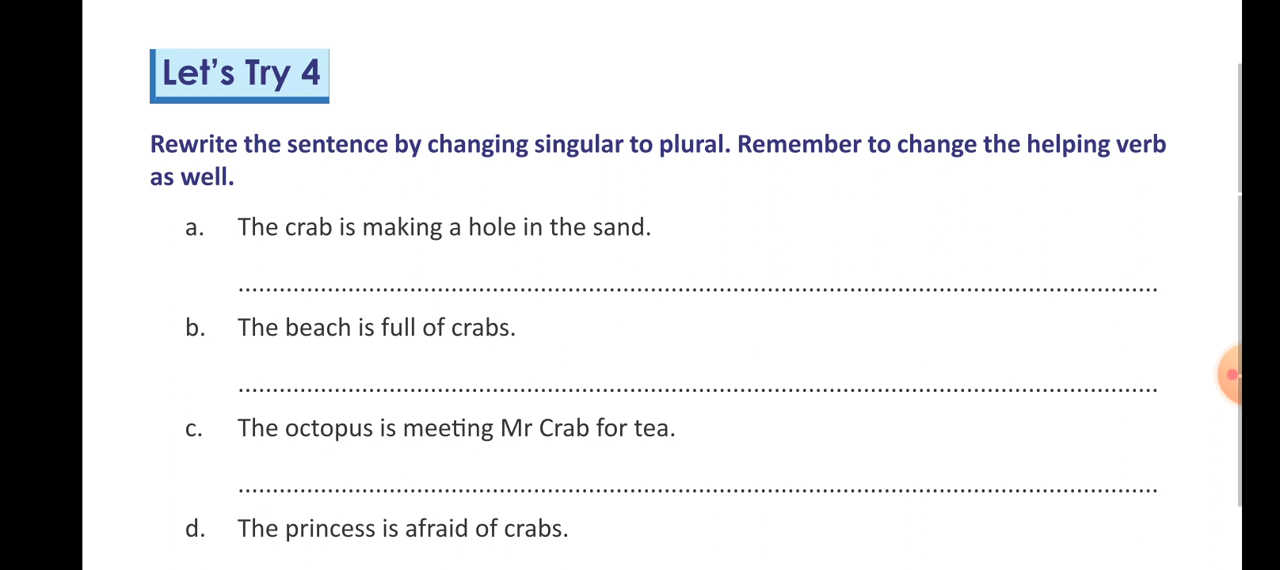 Let's Try 4
Rewrite the sentence by changing singular to plural. Remember to change the helping verb
as well.
a. The crab is making a hole in the sand.
..........................................................................................................................................
b. The beach is full of crabs.
..........................................................................................................................................
c. The octopus is meeting Mr Crab for tea.
..........................................................................................................................................
d. The princess is afraid of crabs.